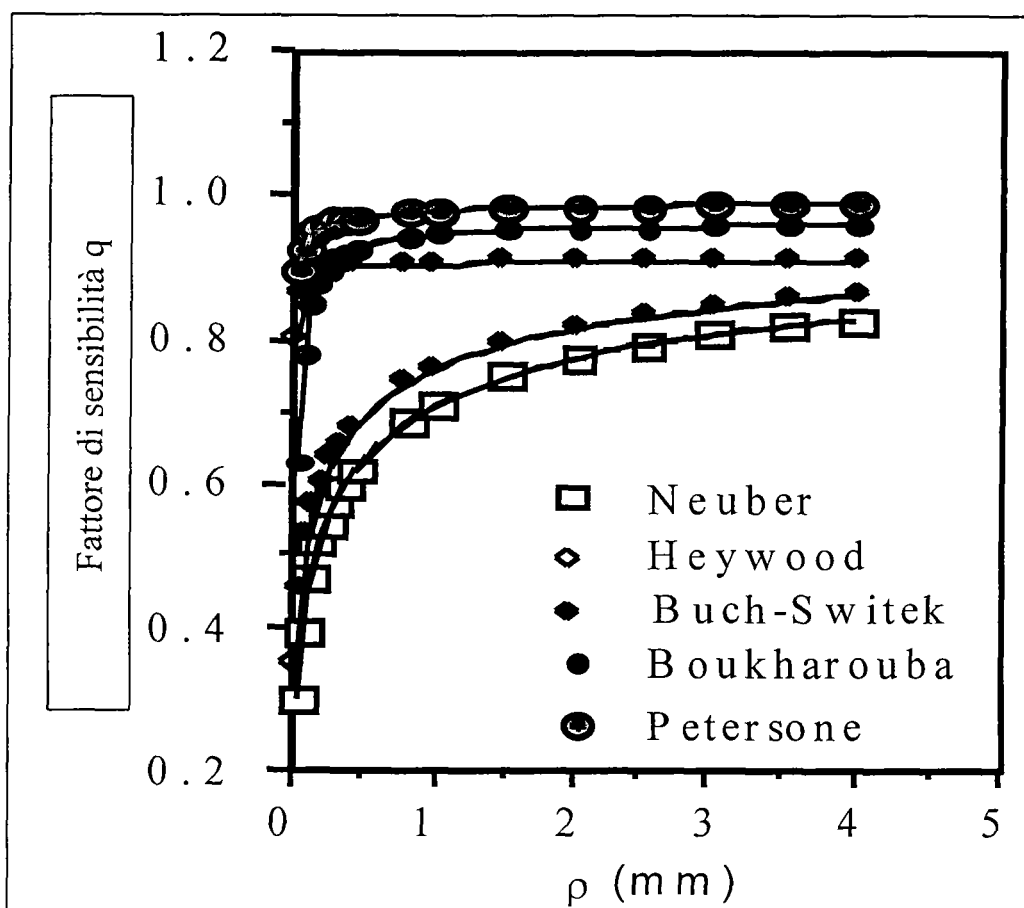 1.2
1.0
0.8
0.6
0.4
0.2
Fattore di sensibilità q
Neuber
Heywood
Buch-Switek
Boukharouba
Petersone
0 1 2 3 4 5
ρ (mm)